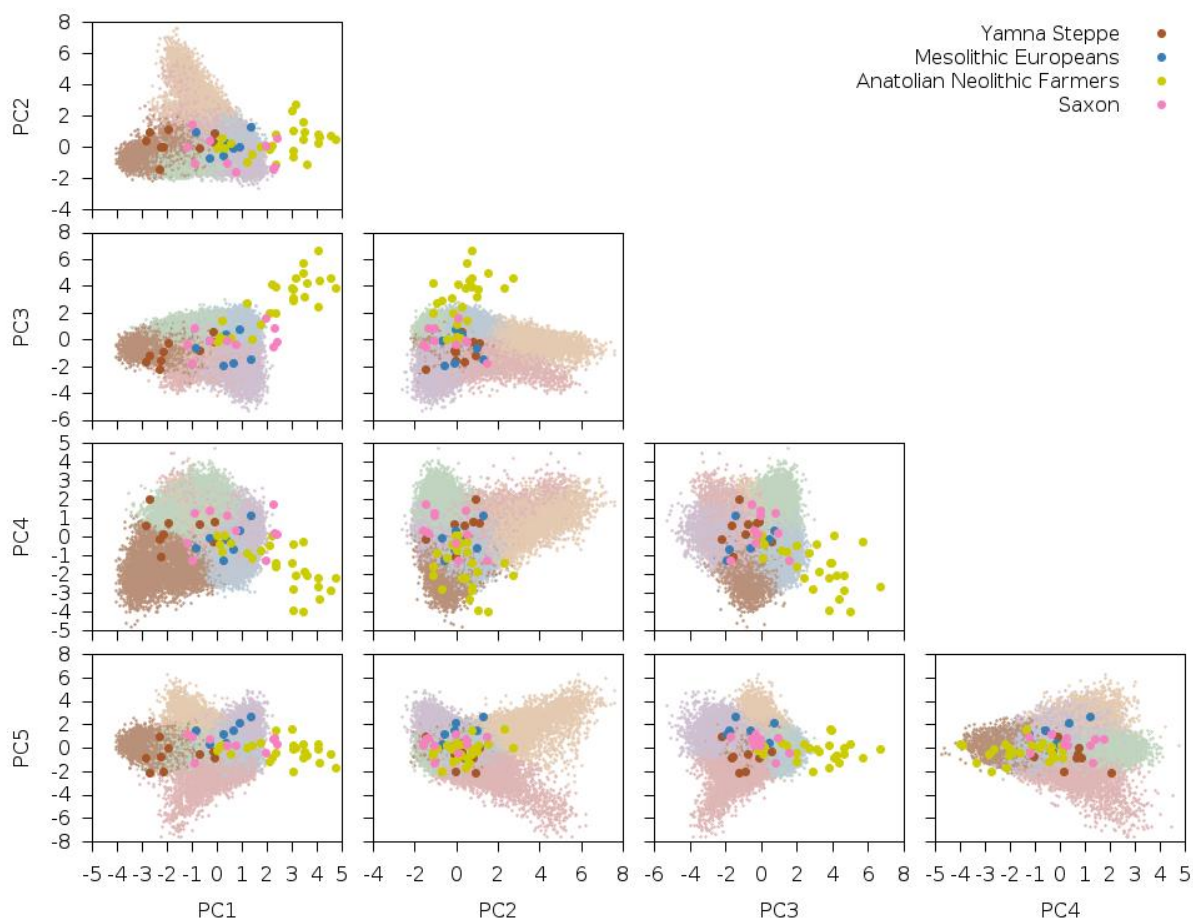 Yamna Steppe
Mesolithic Europeans
Anatolian Neolithic Farmers
Saxon
8
6
4
2
0
-2
-4
PC2
-5 -4 -3 -2 -1 0 1 2 3 4 5
8
6
4
2
0
-2
-4
-6
PC3
-4 -2 0 2 4 6 8
5
4
3
2
1
0
-1
-2
-3
-4
-5
PC4
-6 -4 -2 0 2 4 6 8
8
6
4
2
0
-2
-4
-6
-8
PC5
-5 -4 -3 -2 -1 0 1 2 3 4 5
PC1
PC2
PC3
PC4